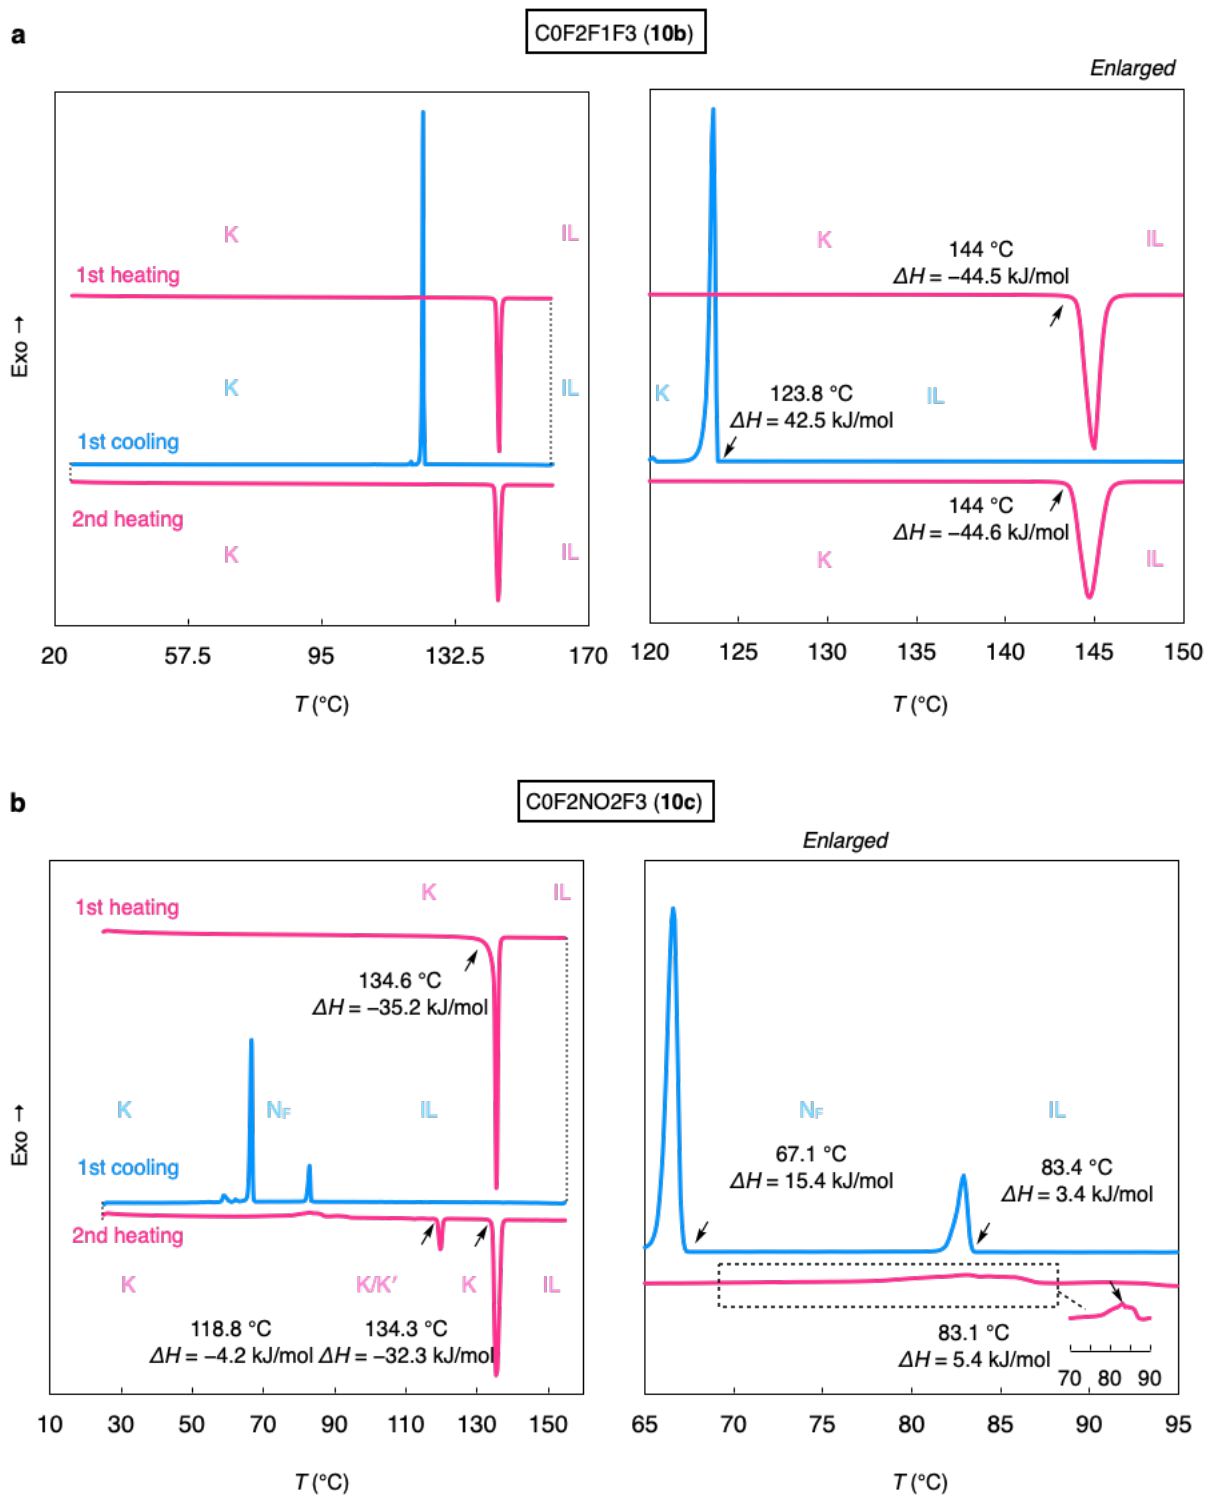 a
C0F2F1F3 (10b)
Enlarged
K
IL
1st heating
K
IL
1st cooling
2nd heating
K
IL
Exo →
20 57.5 95 132.5 170
T (°C)
K
IL
144 °C
ΔH = −44.5 kJ/mol
K
123.8 °C
ΔH = 42.5 kJ/mol
IL
144 °C
ΔH = −44.6 kJ/mol
K
IL
120 125 130 135 140 145 150
T (°C)
b
C0F2NO2F3 (10c)
Enlarged
K
IL
1st heating
134.6 °C
ΔH = −35.2 kJ/mol
K
NF
IL
1st cooling
2nd heating
K
K/K′
K
IL
118.8 °C
ΔH = −4.2 kJ/mol
134.3 °C
ΔH = −32.3 kJ/mol
Exo →
10 30 50 70 90 110 130 150
T (°C)
NF
IL
67.1 °C
ΔH = 15.4 kJ/mol
83.4 °C
ΔH = 3.4 kJ/mol
83.1 °C
ΔH = 5.4 kJ/mol
70 80 90
65 70 75 80 85 90 95
T (°C)